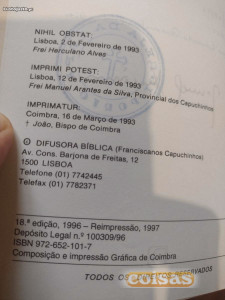 NIHIL OBSTAT:
Lisboa, 2 de Fevereiro de 1993
Frei Herculano Alves
IMPRIMI POTEST:
Lisboa, 12 de Fevereiro de 1993
Frei Manuel Arantes da Silva, Provincial dos Capuchinhos
IMPRIMATUR:
Coimbra, 16 de Março de 1993
† João, Bispo de Coimbra
DIFUSORA BÍBLICA (Franciscanos Capuchinhos)
Av. Cons. Barjona de Freitas, 12
1500 LISBOA
Telefone (01) 7742445
Telefax (01) 7782371
18.ª edição, 1996 – Reimpressão, 1997
Depósito Legal n.º 100309/96
ISBN 972-652-101-7
Composição e impressão Gráfica de Coimbra
TODOS OS DIREITOS RESERVADOS
coisas